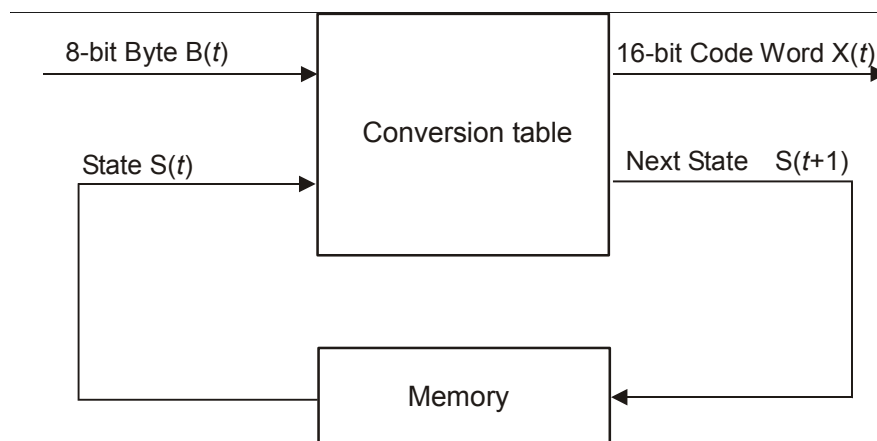 8-bit Byte B(t)
16-bit Code Word X(t)
Conversion table
State S(t)
Next State S(t+1)
Memory